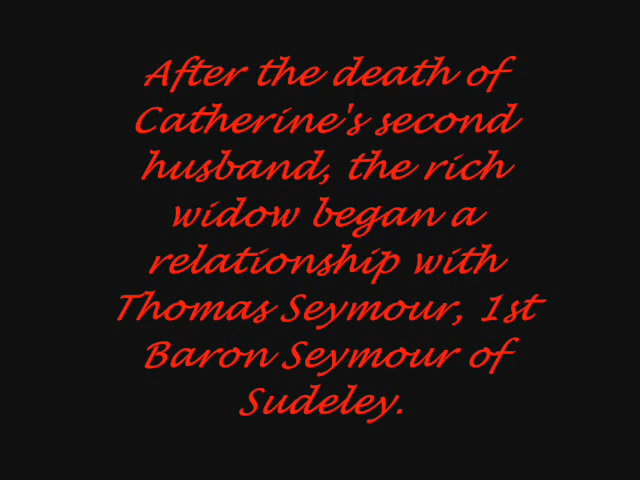 After the death of
Catherine's second
husband, the rich
widow began a
relationship with
Thomas Seymour, 1st
Baron Seymour of
Sudeley.